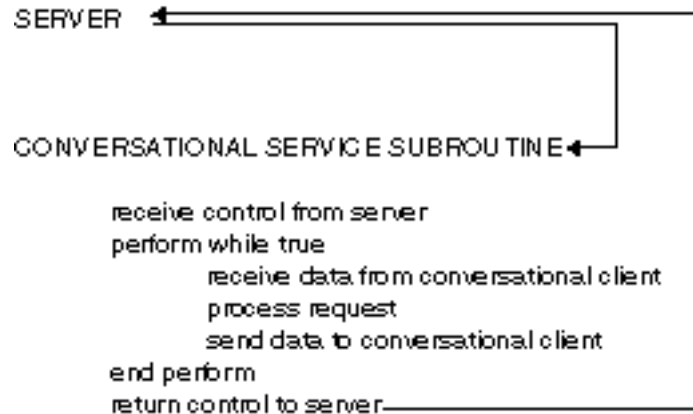 SERVER
CONVERSATIONAL SERVICE SUBROUTINE
receive control from server
perform while true
receive data from conversational client
process request
send data to conversational client
end perform
return control to server